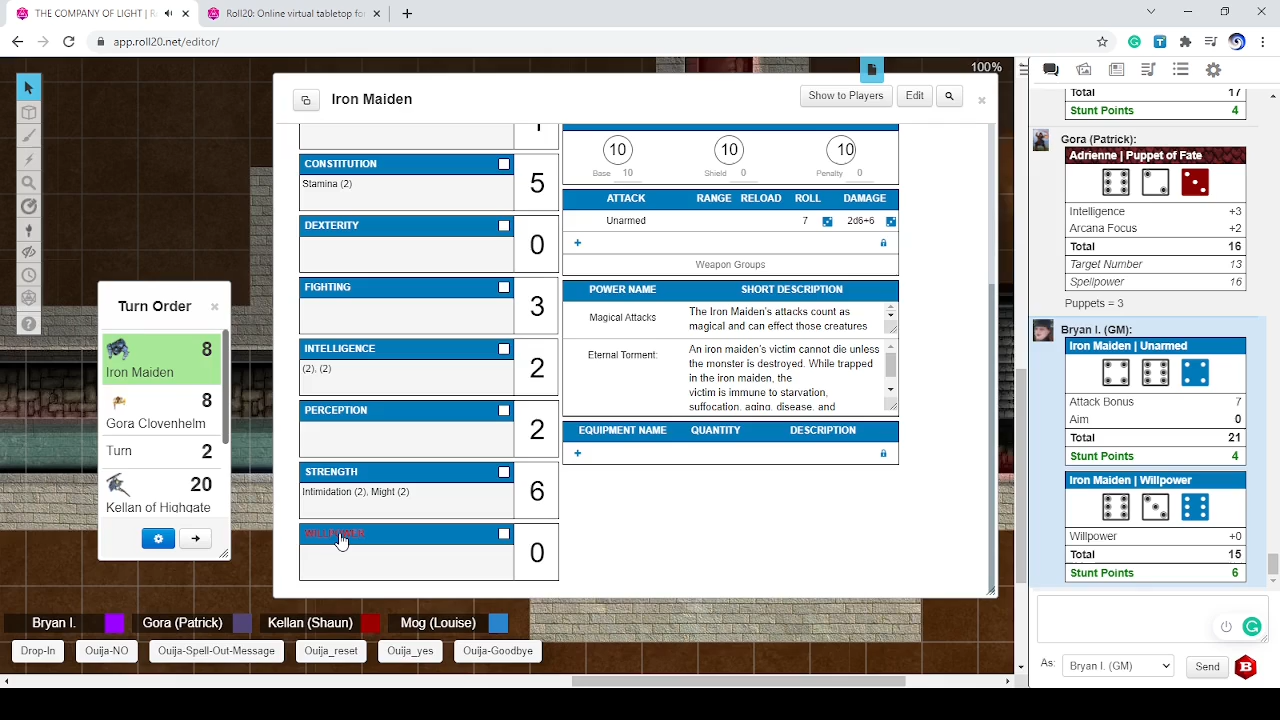 THE COMPANY OF LIGHT | R
Roll20: Online virtual tabletop fo
app.roll20.net/editor/
100%
Iron Maiden
Show to Players
Edit
CONSTITUTION
Stamina (2)
5
DEXTERITY
0
FIGHTING
3
INTELLIGENCE
(2), (2)
2
PERCEPTION
2
STRENGTH
Intimidation (2), Might (2)
6
WILLPOWER
0
10
10
10
Base 10
Shield 0
Penalty 0
ATTACK RANGE RELOAD ROLL DAMAGE
Unarmed 7 2d6+6
+
Weapon Groups
POWER NAME SHORT DESCRIPTION
Magical Attacks
The Iron Maiden's attacks count as
magical and can effect those creatures
Eternal Torment:
An iron maiden's victim cannot die unless
the monster is destroyed. While trapped
in the iron maiden, the
victim is immune to starvation,
suffocation, aging, disease, and
EQUIPMENT NAME QUANTITY DESCRIPTION
+
Turn Order
8
Iron Maiden
8
Gora Clovenhelm
Turn 2
20
Kellan of Highgate
Bryan I.
Gora (Patrick)
Kellan (Shaun)
Mog (Louise)
Drop-In
Ouija-NO
Ouija-Spell-Out-Message
Ouija_reset
Ouija_yes
Ouija-Goodbye
Total 17
Stunt Points 4
Gora (Patrick):
Adrienne | Puppet of Fate
Intelligence +3
Arcana Focus +2
Total 16
Target Number 13
Spellpower 16
Puppets = 3
Bryan I. (GM):
Iron Maiden | Unarmed
Attack Bonus 7
Aim 0
Total 21
Stunt Points 4
Iron Maiden | Willpower
Willpower +0
Total 15
Stunt Points 6
As:
Bryan I. (GM)
Send